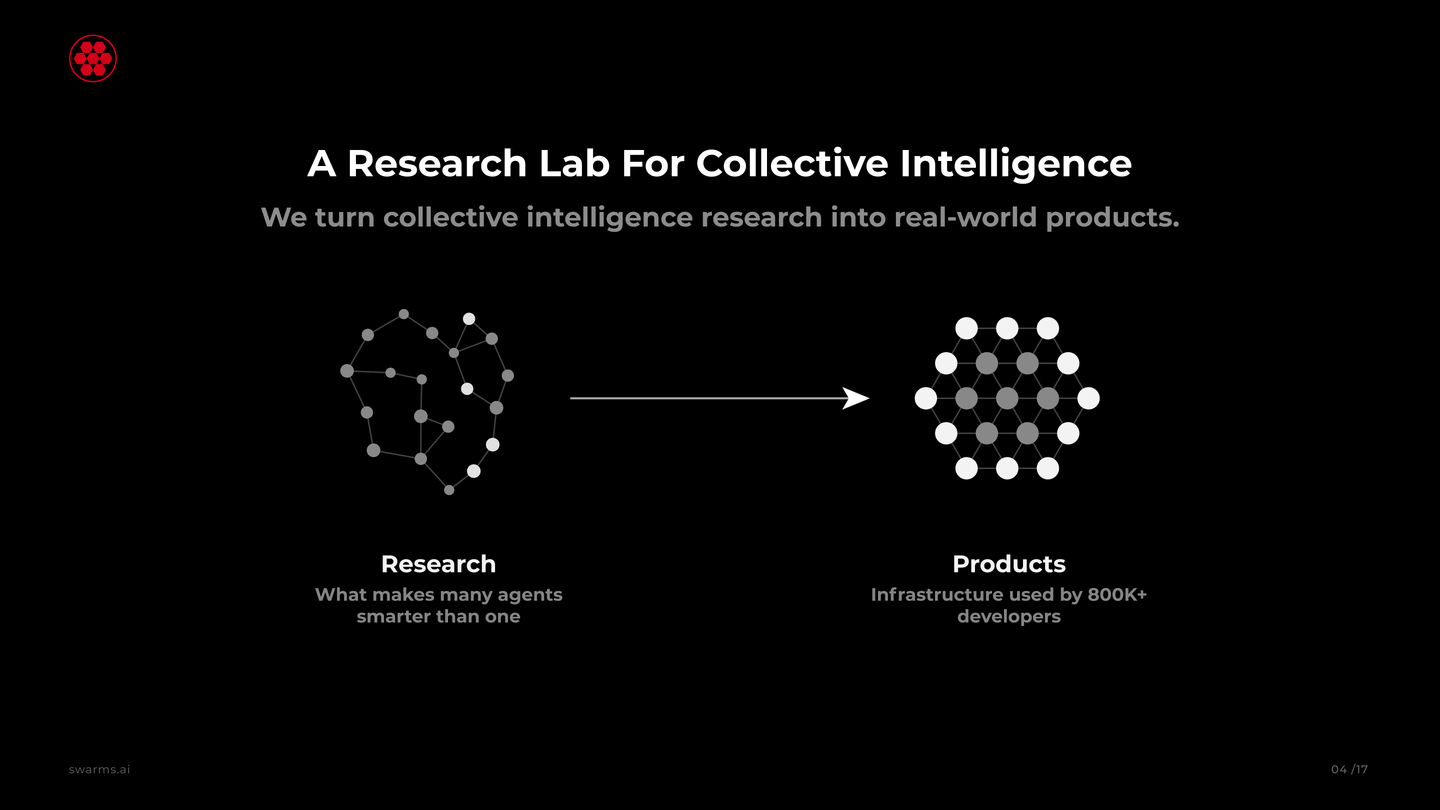 A Research Lab For Collective Intelligence
We turn collective intelligence research into real-world products.
Research
What makes many agents
smarter than one
Products
Infrastructure used by 800K+
developers
swarms.ai
04 /17